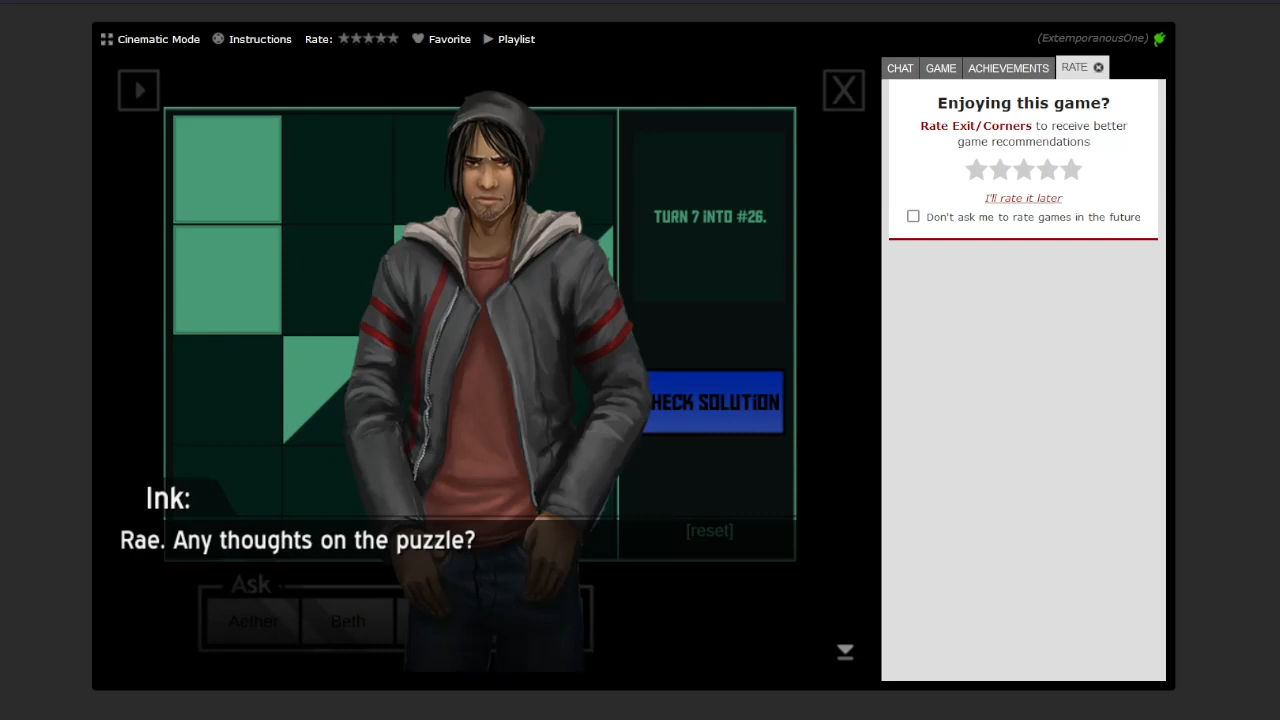 Cinematic Mode Instructions Rate: Favorite Playlist
(ExtemporanousOne)
CHAT GAME ACHIEVEMENTS RATE
Enjoying this game?
Rate Exit/Corners to receive better
game recommendations
I'll rate it later
Don't ask me to rate games in the future
X
TURN 7 INTO #26.
HECK SOLUTION
Ink:
Rae. Any thoughts on the puzzle?
[reset]
Ask
Aether Beth